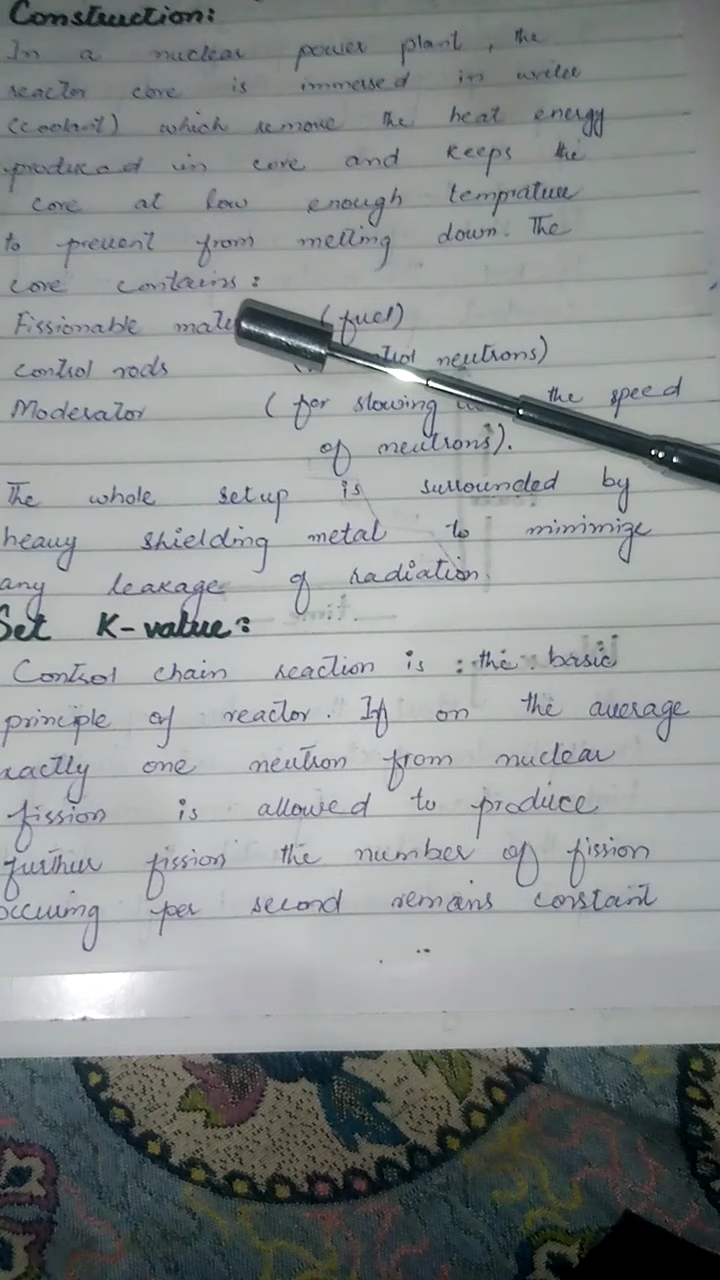 Construction:
In a nuclear power plant, the
reactor core is immersed in water
(coolant) which remove the heat energy
produced in core and keeps the
core at low enough temprature
to prevent from melling down. The
core contains:
Fissionable mate (fuel)
control rods trol neutrons)
Moderator (for slowing the speed
of neutrons).
The whole setup is surrounded by
heavy shielding metal to minimize
any leakage of radiation.
Set K-value:
Control chain reaction is : the basic
principle of reactor. If on the average
xactly one neutron from nuclear
fission is allowed to produce
further fission the number of fission
occuing per second remains constant